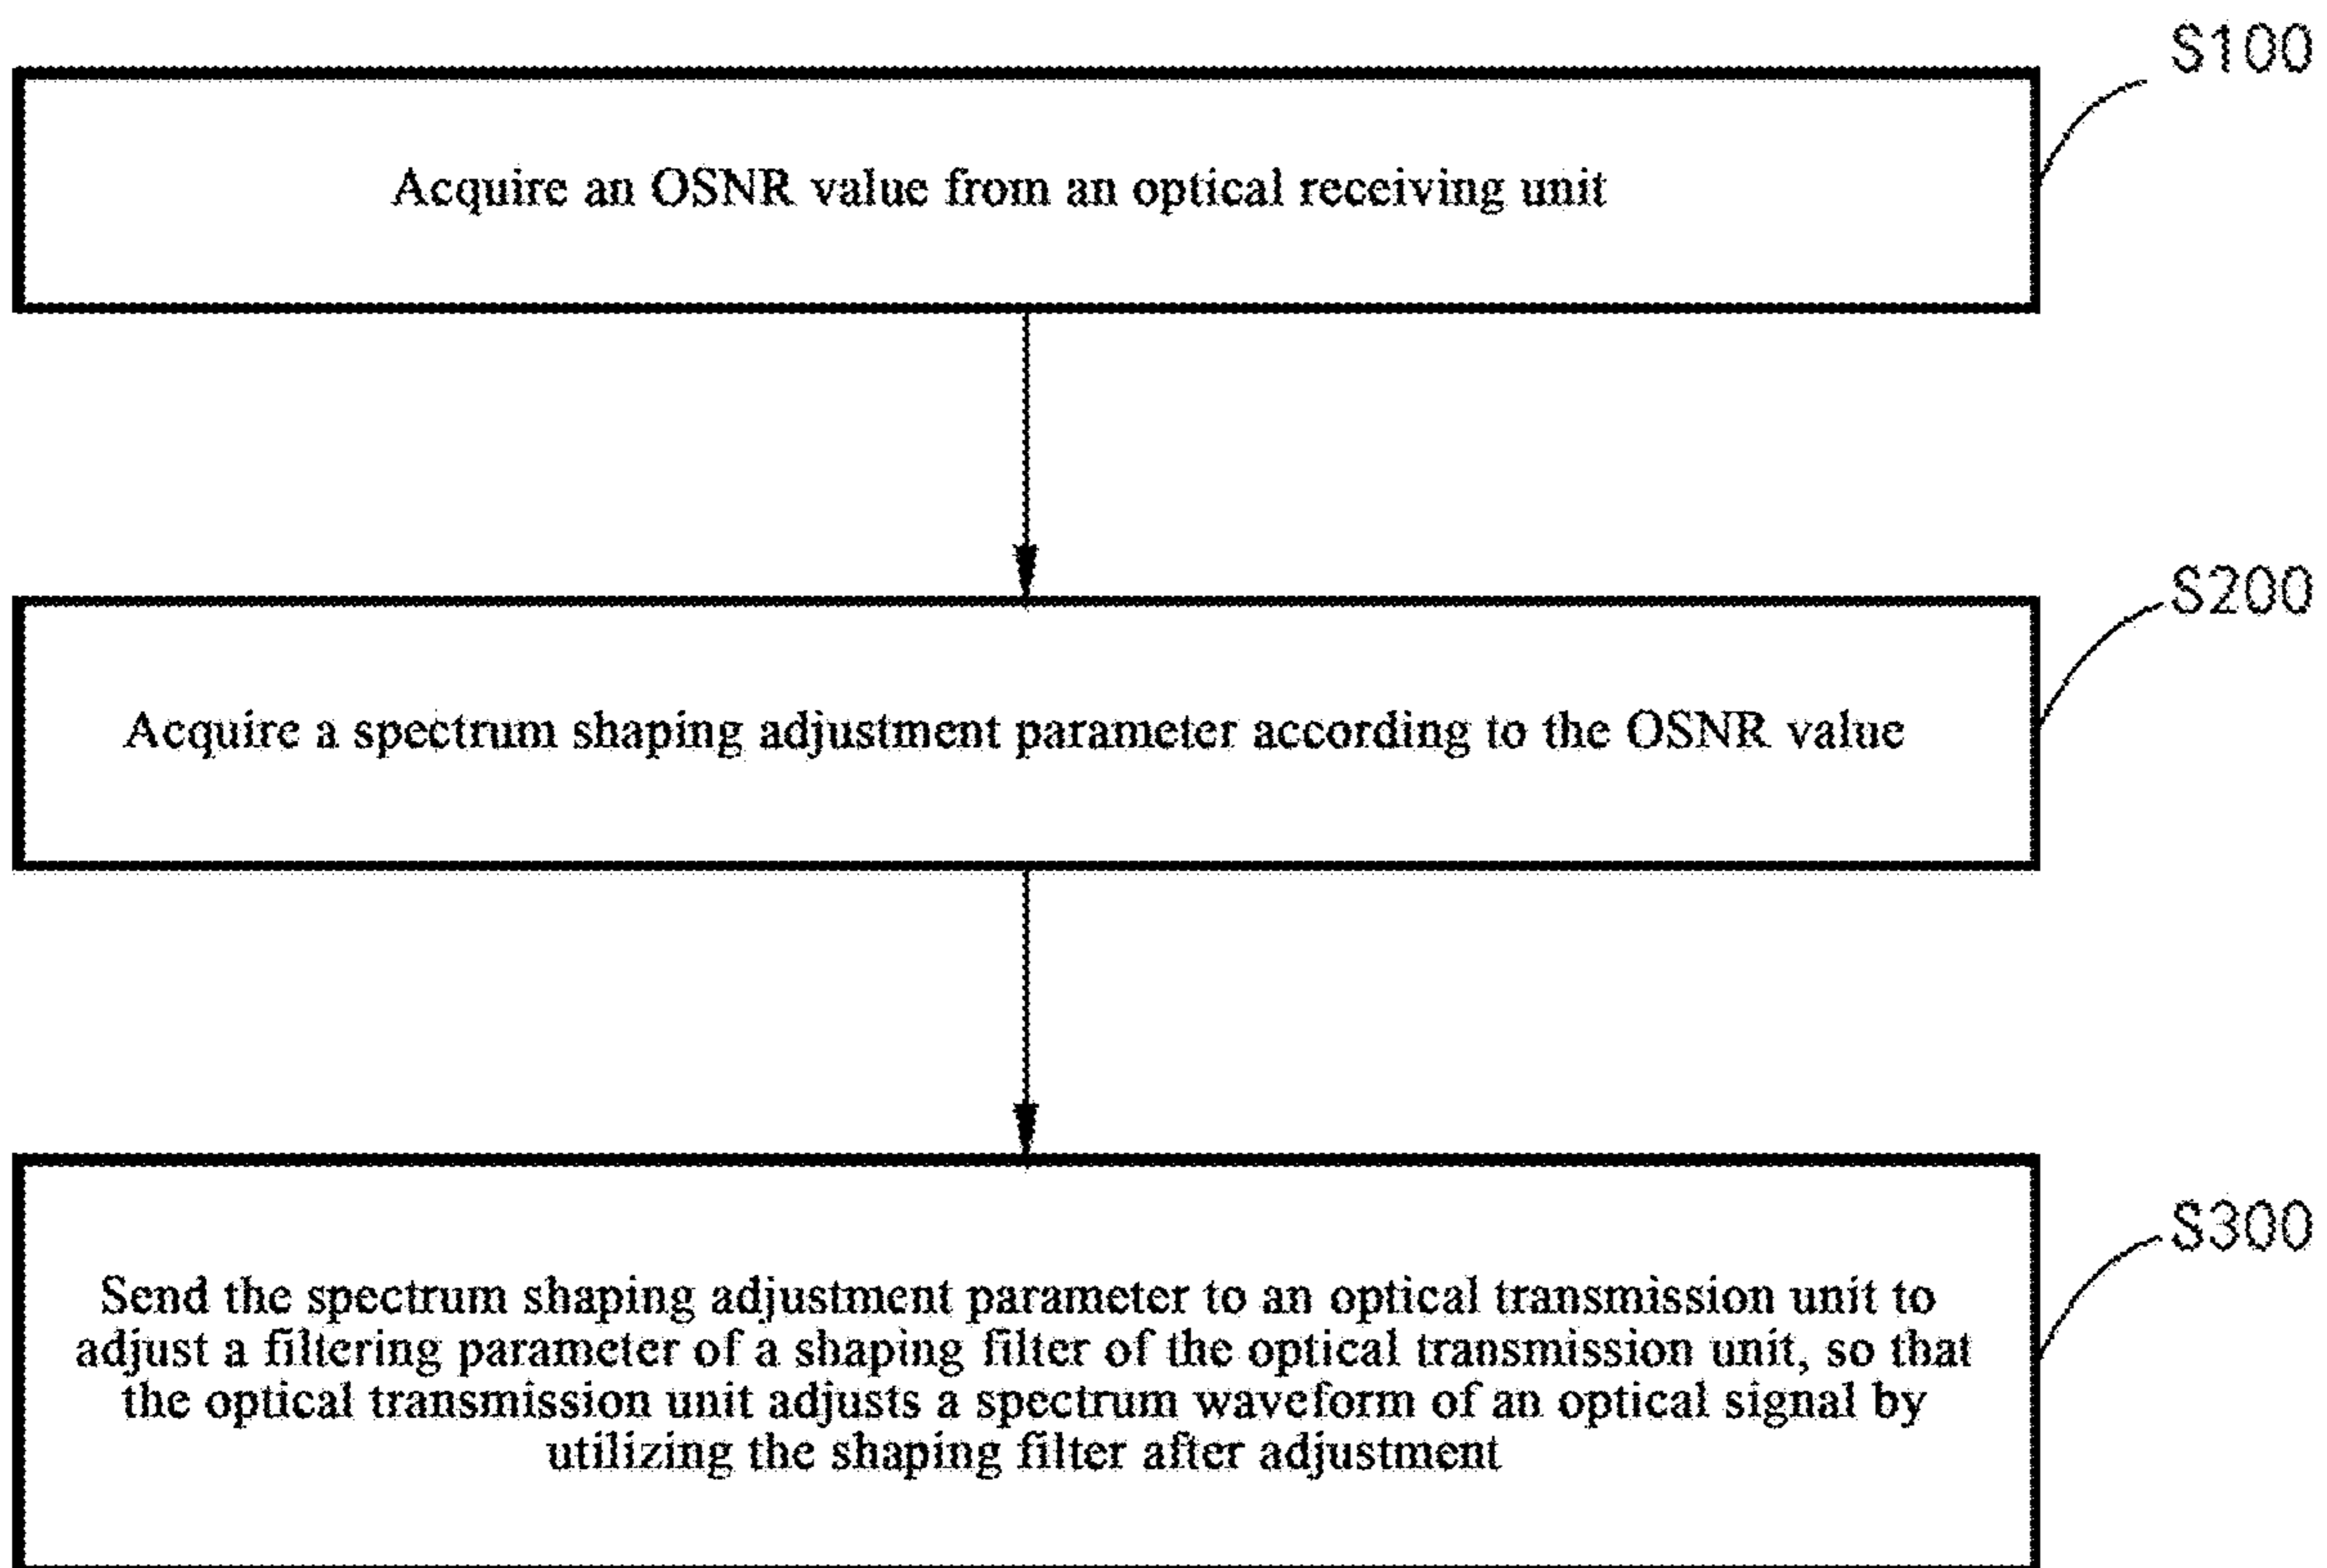 S100
Acquire an OSNR value from an optical receiving unit
S200
Acquire a spectrum shaping adjustment parameter according to the OSNR value
S300
Send the spectrum shaping adjustment parameter to an optical transmission unit to
adjust a filtering parameter of a shaping filter of the optical transmission unit, so that
the optical transmission unit adjusts a spectrum waveform of an optical signal by
utilizing the shaping filter after adjustment